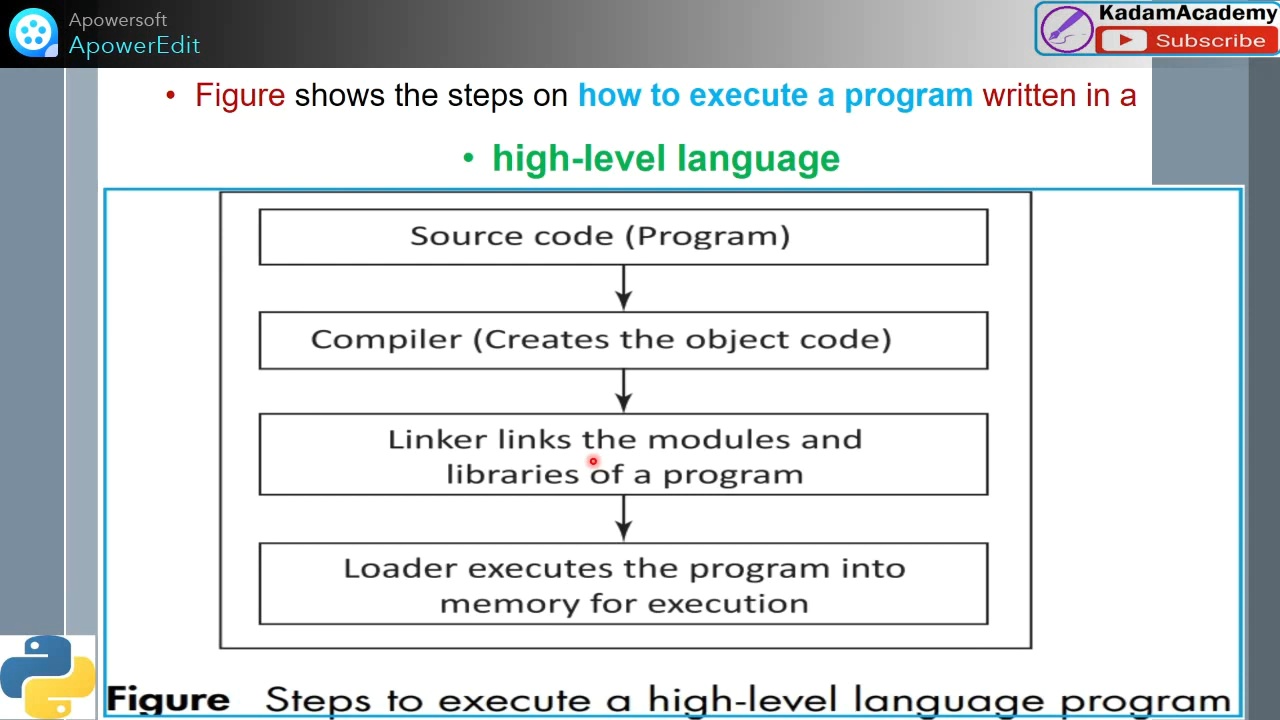 Apowersoft
ApowerEdit
KadamAcademy
Subscribe
• Figure shows the steps on how to execute a program written in a
• high-level language
Source code (Program)
Compiler (Creates the object code)
Linker links the modules and
libraries of a program
Loader executes the program into
memory for execution
Figure Steps to execute a high-level language program